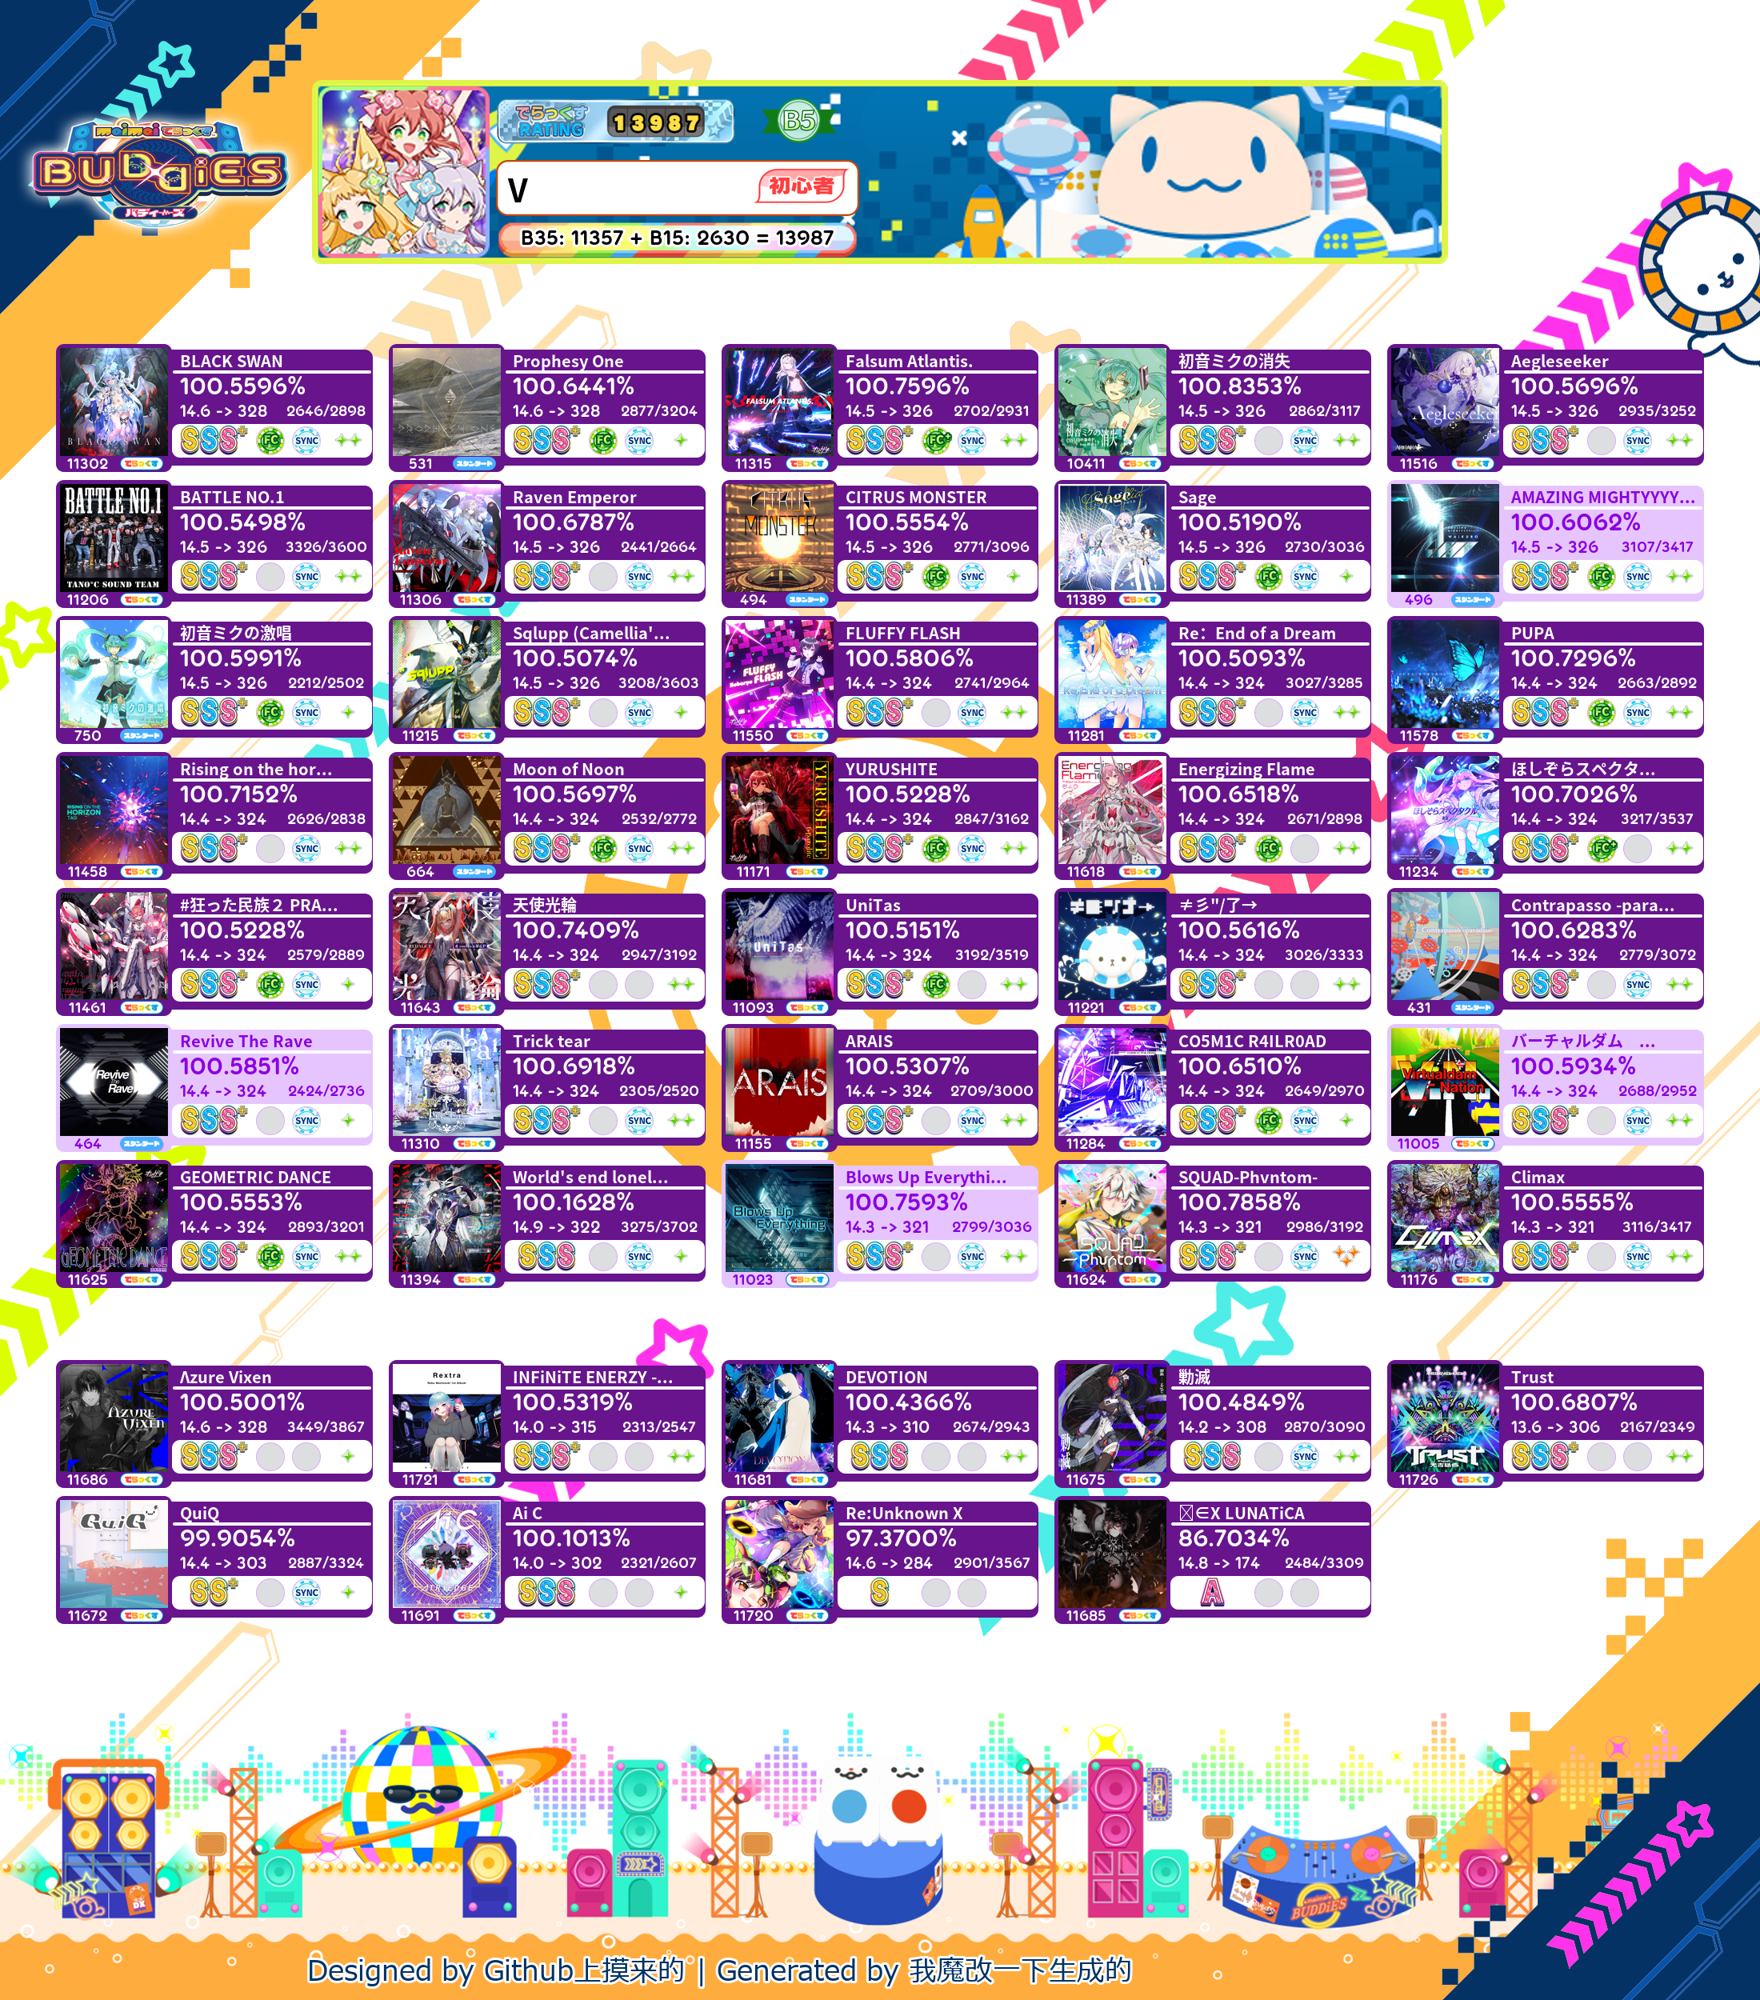 maimai でらっくす
BUDDiES
バディーズ
でらっくす
RATING
13987
B5
V
初心者
B35: 11357 + B15: 2630 = 13987
BLACK SWAN
100.5596%
14.6 -> 328 2646/2898
SSS+ FC SYNC
11302 でらっくす
Prophesy One
100.6441%
14.6 -> 328 2877/3204
SSS+ FC SYNC
531 スタンダード
Falsum Atlantis.
100.7596%
14.5 -> 326 2702/2931
SSS+ FC+ SYNC
11315 でらっくす
初音ミクの消失
100.8353%
14.5 -> 326 2862/3117
SSS+ SYNC
10411 でらっくす
Aegleseeker
100.5696%
14.5 -> 326 2935/3252
SSS+ SYNC
11516 でらっくす
BATTLE NO.1
100.5498%
14.5 -> 326 3326/3600
SSS+ SYNC
11206 でらっくす
Raven Emperor
100.6787%
14.5 -> 326 2441/2664
SSS+ SYNC
11306 でらっくす
CITRUS MONSTER
100.5554%
14.5 -> 326 2771/3096
SSS+ FC SYNC
494 スタンダード
Sage
100.5190%
14.5 -> 326 2730/3036
SSS+ FC SYNC
11389 でらっくす
AMAZING MIGHTYYYY...
100.6062%
14.5 -> 326 3107/3417
SSS+ FC SYNC
496 スタンダード
初音ミクの激唱
100.5991%
14.5 -> 326 2212/2502
SSS+ FC SYNC
750 スタンダード
Sqlupp (Camellia'...
100.5074%
14.5 -> 326 3208/3603
SSS+ SYNC
11215 でらっくす
FLUFFY FLASH
100.5806%
14.4 -> 324 2741/2964
SSS+ SYNC
11550 でらっくす
Re：End of a Dream
100.5093%
14.4 -> 324 3027/3285
SSS+ SYNC
11281 でらっくす
PUPA
100.7296%
14.4 -> 324 2663/2892
SSS+ FC SYNC
11578 でらっくす
Rising on the hor...
100.7152%
14.4 -> 324 2626/2838
SSS+ SYNC
11458 でらっくす
Moon of Noon
100.5697%
14.4 -> 324 2532/2772
SSS+ FC SYNC
664 スタンダード
YURUSHITE
100.5228%
14.4 -> 324 2847/3162
SSS+ FC SYNC
11171 でらっくす
Energizing Flame
100.6518%
14.4 -> 324 2671/2898
SSS+ FC
11618 でらっくす
ほしぞらスペクタ...
100.7026%
14.4 -> 324 3217/3537
SSS+ FC+
11234 でらっくす
#狂った民族２ PRA...
100.5228%
14.4 -> 324 2579/2889
SSS+ FC SYNC
11461 でらっくす
天使光輪
100.7409%
14.4 -> 324 2947/3192
SSS+
11643 でらっくす
UniTas
100.5151%
14.4 -> 324 3192/3519
SSS+ FC
11093 でらっくす
≠彡"/了→
100.5616%
14.4 -> 324 3026/3333
SSS+
11221 でらっくす
Contrapasso -para...
100.6283%
14.4 -> 324 2779/3072
SSS+ SYNC
431 スタンダード
Revive The Rave
100.5851%
14.4 -> 324 2424/2736
SSS+ SYNC
464 スタンダード
Trick tear
100.6918%
14.4 -> 324 2305/2520
SSS+ SYNC
11310 でらっくす
ARAIS
100.5307%
14.4 -> 324 2709/3000
SSS+ SYNC
11155 でらっくす
CO5M1C R4ILR0AD
100.6510%
14.4 -> 324 2649/2970
SSS+ FC SYNC
11284 でらっくす
バーチャルダム　...
100.5934%
14.4 -> 324 2688/2952
SSS+ SYNC
11005 でらっくす
GEOMETRIC DANCE
100.5553%
14.4 -> 324 2893/3201
SSS+ FC SYNC
11625 でらっくす
World's end lonel...
100.1628%
14.9 -> 322 3275/3702
SSS SYNC
11394 でらっくす
Blows Up Everythi...
100.7593%
14.3 -> 321 2799/3036
SSS+ SYNC
11023 でらっくす
SQUAD-Phvntom-
100.7858%
14.3 -> 321 2986/3192
SSS+ SYNC
11624 でらっくす
Climax
100.5555%
14.3 -> 321 3116/3417
SSS+ SYNC
11176 でらっくす
Λzure Vixen
100.5001%
14.6 -> 328 3449/3867
SSS+
11686 でらっくす
INFiNiTE ENERZY -...
100.5319%
14.0 -> 315 2313/2547
SSS+
11721 でらっくす
DEVOTION
100.4366%
14.3 -> 310 2674/2943
SSS
11681 でらっくす
勦滅
100.4849%
14.2 -> 308 2870/3090
SSS SYNC
11675 でらっくす
Trust
100.6807%
13.6 -> 306 2167/2349
SSS+
11726 でらっくす
QuiQ
99.9054%
14.4 -> 303 2887/3324
SS+ SYNC
11672 でらっくす
Ai C
100.1013%
14.0 -> 302 2321/2607
SSS
11691 でらっくす
Re:Unknown X
97.3700%
14.6 -> 284 2901/3567
S
11720 でらっくす
∈X LUNATiCA
86.7034%
14.8 -> 174 2484/3309
A
11685 でらっくす
BUDDiES
Designed by Github上摸来的 | Generated by 我魔改一下生成的